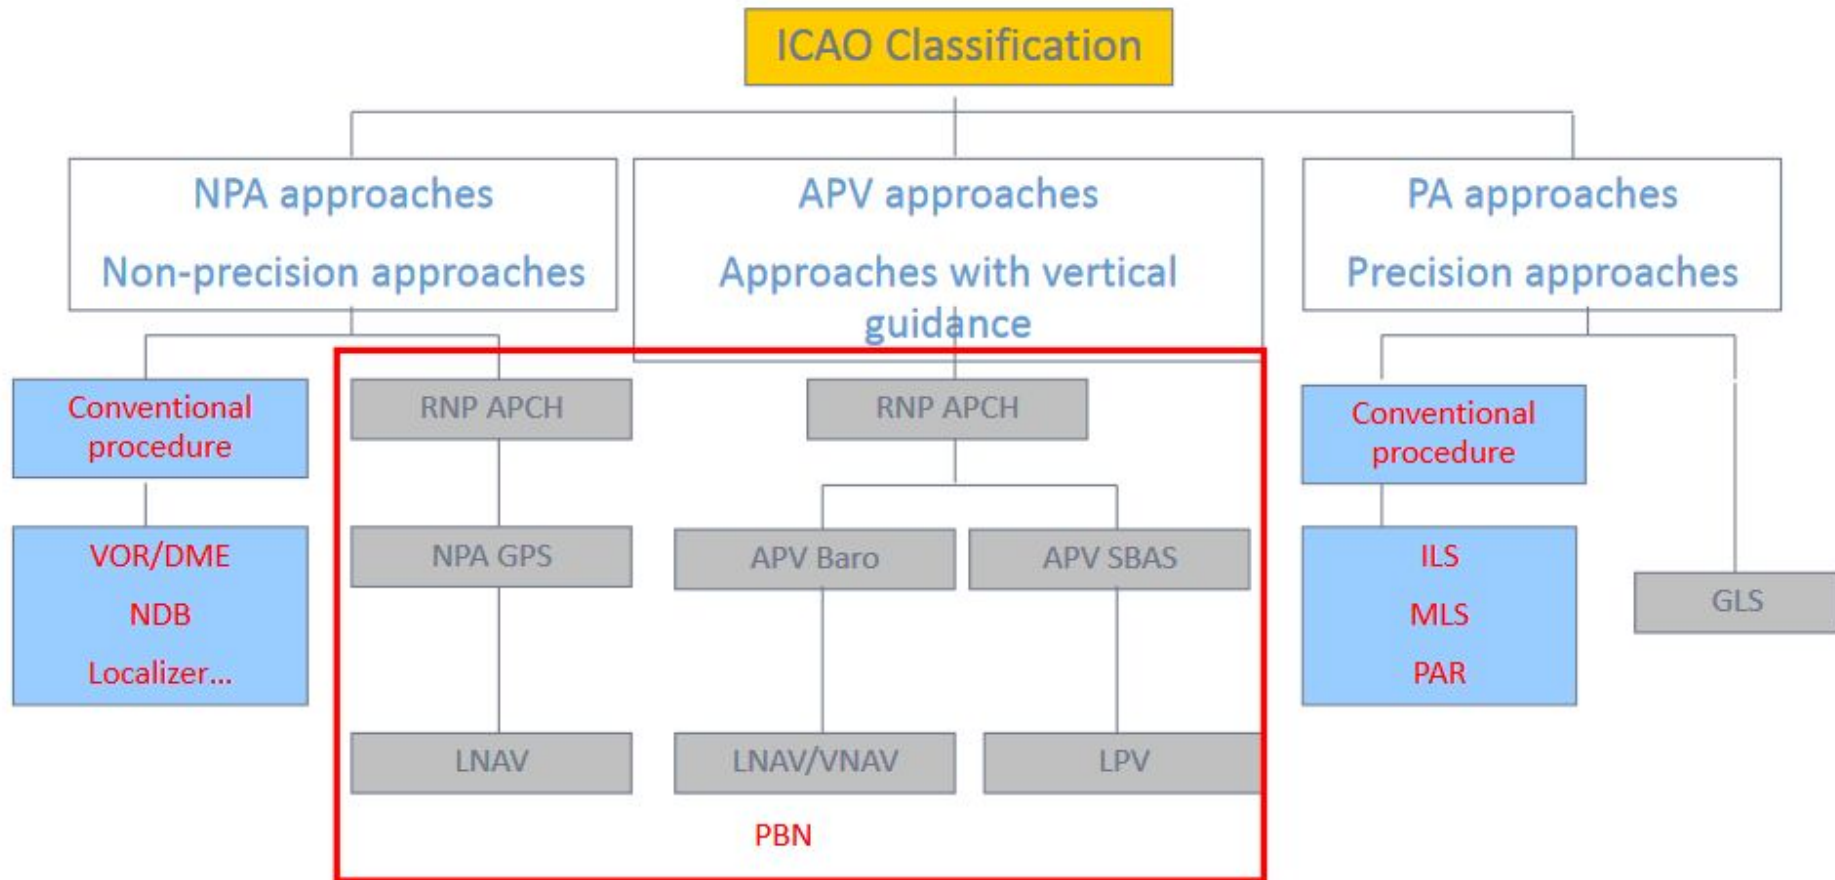 ICAO Classification
NPA approaches
Non-precision approaches
APV approaches
Approaches with vertical
guidance
PA approaches
Precision approaches
Conventional
procedure
RNP APCH
RNP APCH
Conventional
procedure
VOR/DME
NDB
Localizer...
NPA GPS
APV Baro
APV SBAS
ILS
MLS
PAR
GLS
LNAV
LNAV/VNAV
LPV
PBN